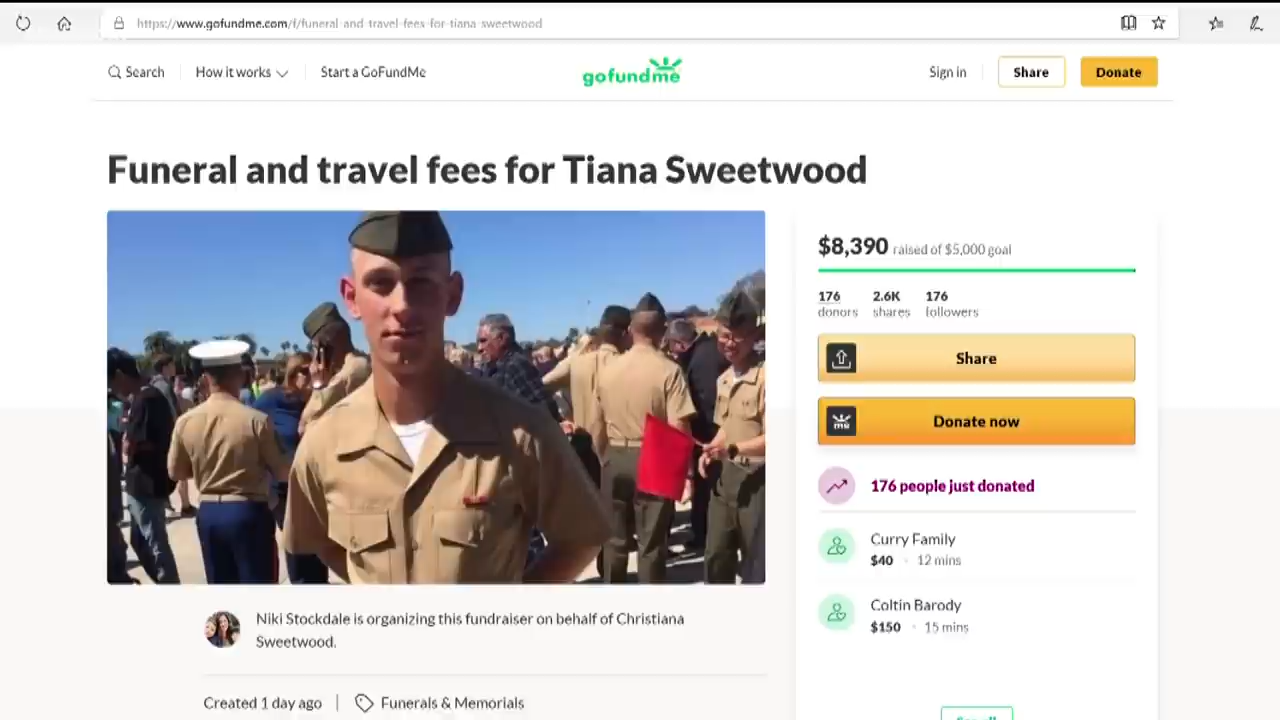 https://www.gofundme.com/f/funeral-and-travel-fees-for-tiana-sweetwood
Search How it works Start a GoFundMe gofundme Sign in Share Donate
Funeral and travel fees for Tiana Sweetwood
$8,390 raised of $5,000 goal
176 2.6K 176
donors shares followers
Share
me Donate now
176 people just donated
Curry Family
$40 · 12 mins
Coltin Barody
$150 · 15 mins
Niki Stockdale is organizing this fundraiser on behalf of Christiana
Sweetwood.
Created 1 day ago | Funerals & Memorials